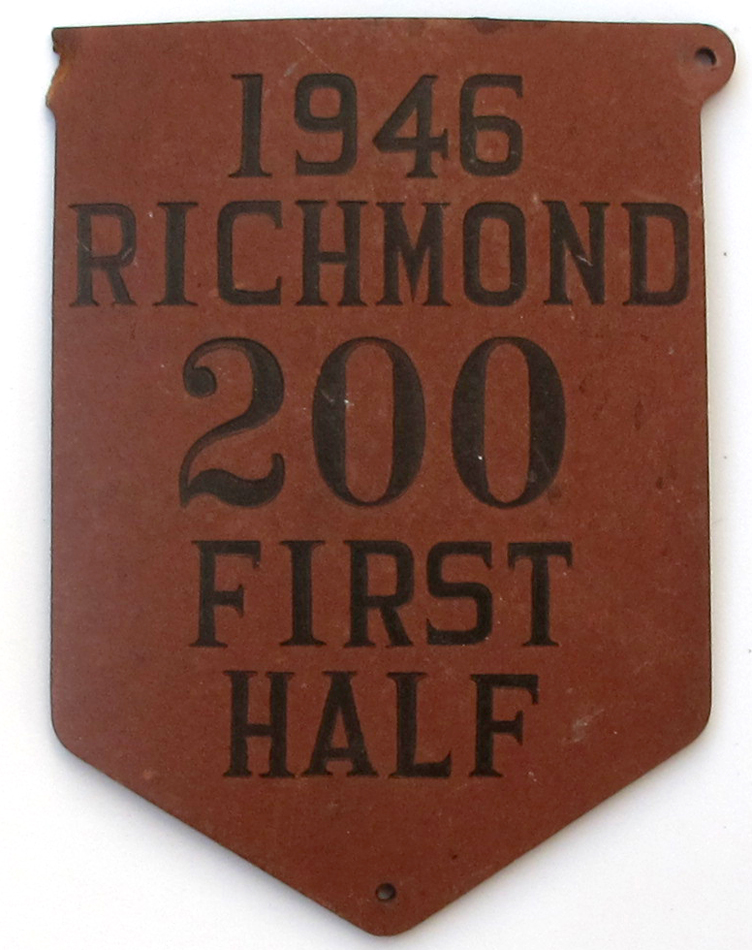 1946
RICHMOND
200
FIRST
HALF